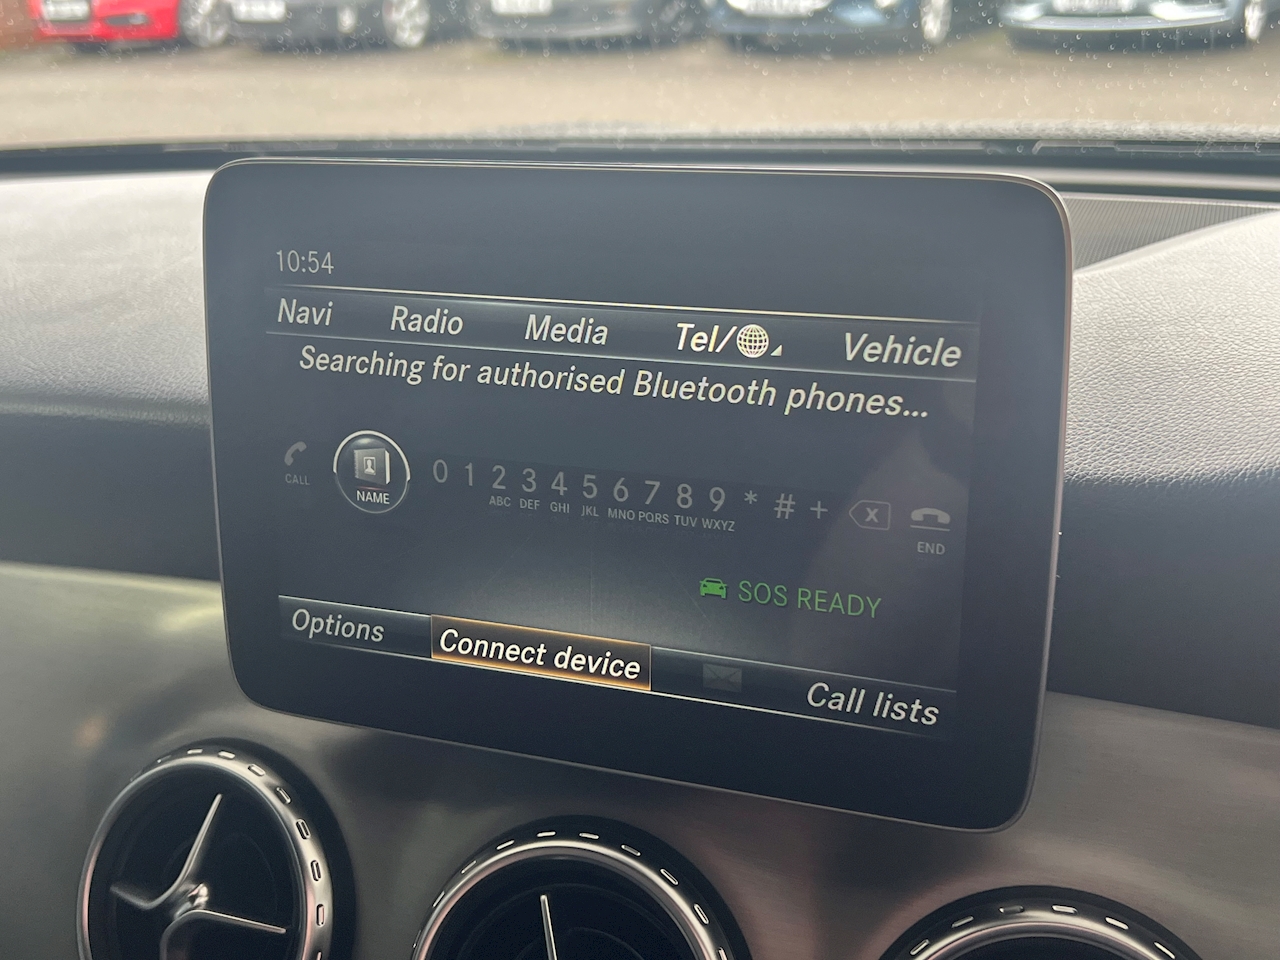 10:54
Navi Radio Media Tel/ Vehicle
Searching for authorised Bluetooth phones...
CALL NAME 0 1 2 3 4 5 6 7 8 9 * # + X END
ABC DEF GHI JKL MNO PQRS TUV WXYZ
SOS READY
Options Connect device Call lists